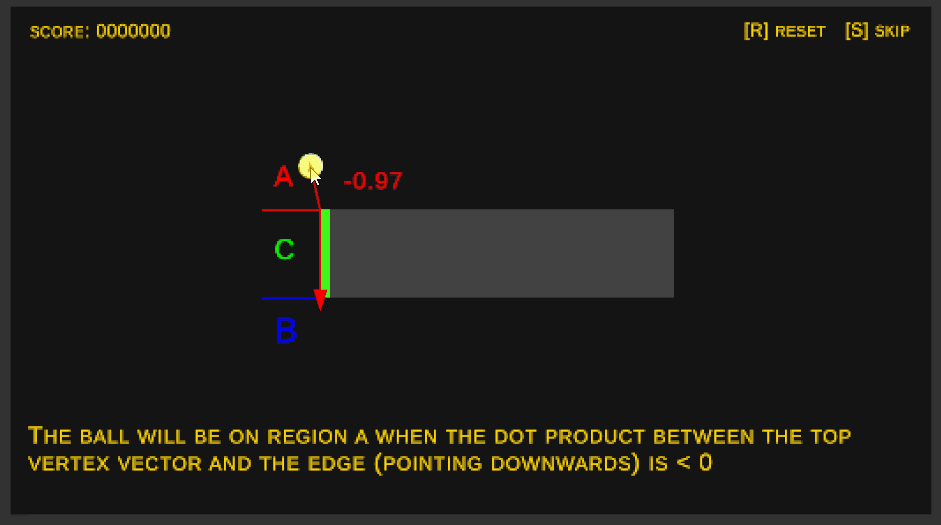 SCORE: 0000000
[R] RESET [S] SKIP
A
-0.97
C
B
THE BALL WILL BE ON REGION A WHEN THE DOT PRODUCT BETWEEN THE TOP
VERTEX VECTOR AND THE EDGE (POINTING DOWNWARDS) IS < 0